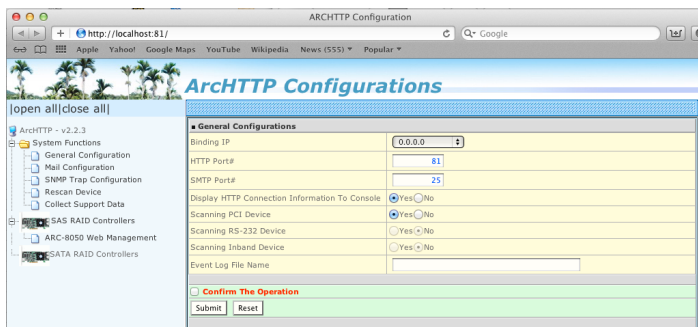 ARCHTTP Configuration
http://localhost:81/
Google
Apple Yahoo! Google Maps YouTube Wikipedia News (555) Popular
ArcHTTP Configurations
|open all|close all|
ArcHTTP - v2.2.3
System Functions
General Configuration
Mail Configuration
SNMP Trap Configuration
Rescan Device
Collect Support Data
SAS RAID Controllers
ARC-8050 Web Management
SATA RAID Controllers
General Configurations
Binding IP 0.0.0.0
HTTP Port# 81
SMTP Port# 25
Display HTTP Connection Information To Console Yes No
Scanning PCI Device Yes No
Scanning RS-232 Device Yes No
Scanning Inband Device Yes No
Event Log File Name
Confirm The Operation
Submit Reset